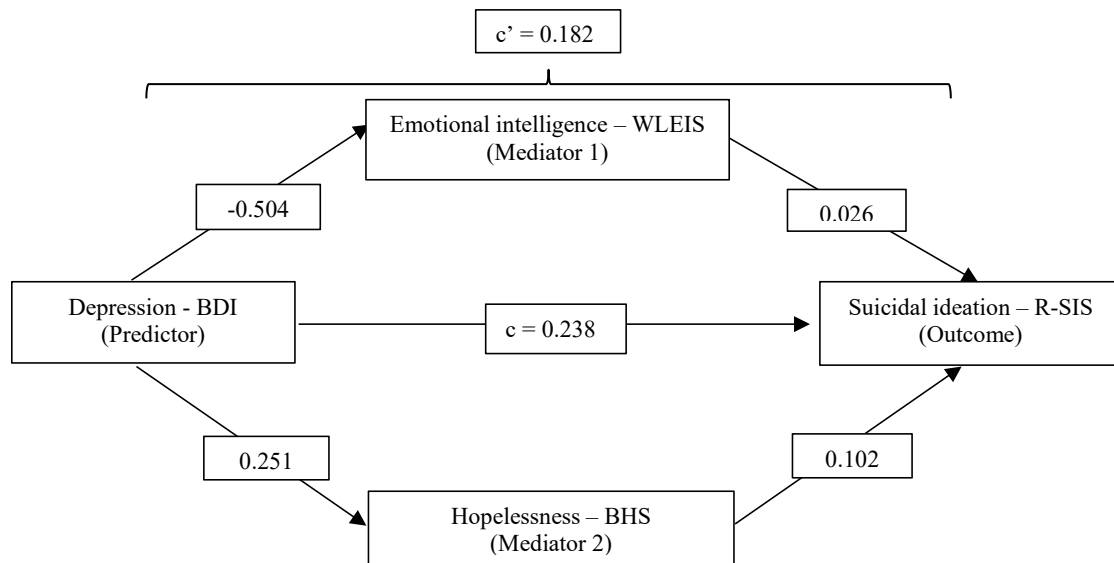 c’ = 0.182
Emotional intelligence – WLEIS
(Mediator 1)
-0.504
0.026
Depression - BDI
(Predictor)
c = 0.238
Suicidal ideation – R-SIS
(Outcome)
0.251
0.102
Hopelessness – BHS
(Mediator 2)